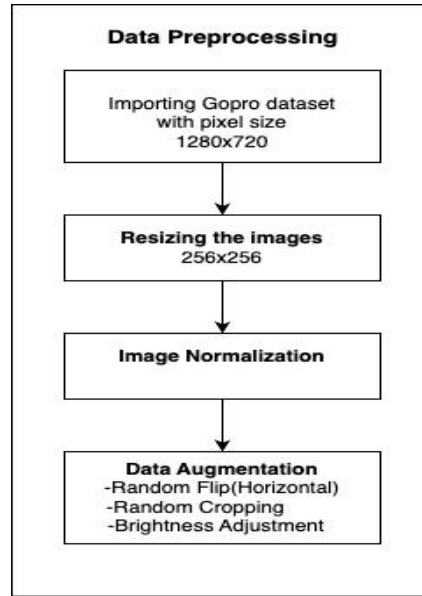 Data Preprocessing
Importing Gopro dataset
with pixel size
1280x720
Resizing the images
256x256
Image Normalization
Data Augmentation
-Random Flip(Horizontal)
-Random Cropping
-Brightness Adjustment